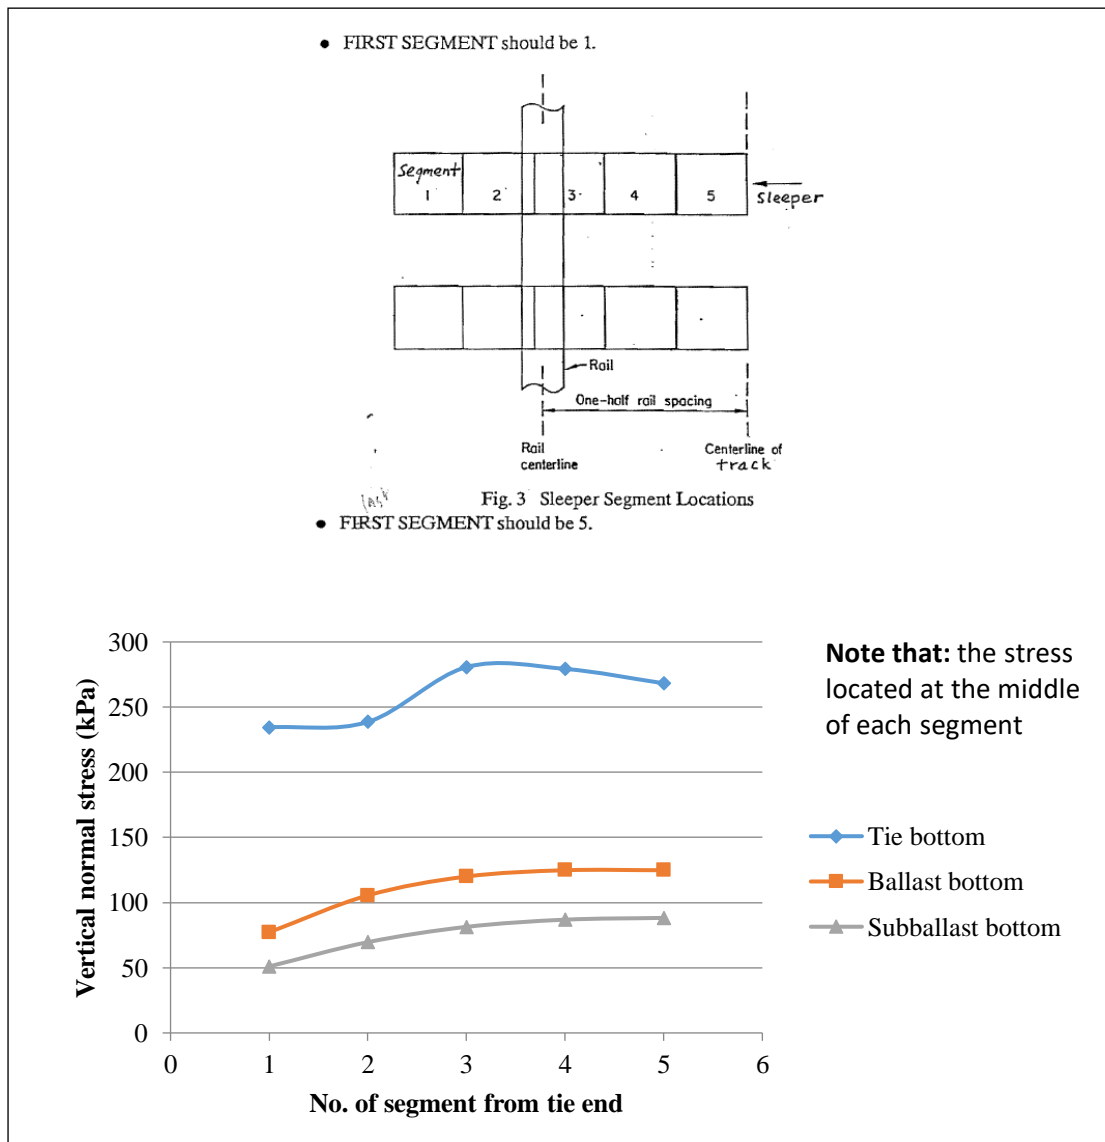 • FIRST SEGMENT should be 1.
Segment
1 2 3 4 5
Sleeper
Rail
One-half rail spacing
Rail
centerline
Centerline of
track
Fig. 3 Sleeper Segment Locations
• FIRST SEGMENT should be 5.
300
250
200
150
100
50
0
Vertical normal stress (kPa)
0 1 2 3 4 5 6
No. of segment from tie end
Note that: the stress
located at the middle
of each segment
Tie bottom
Ballast bottom
Subballast bottom